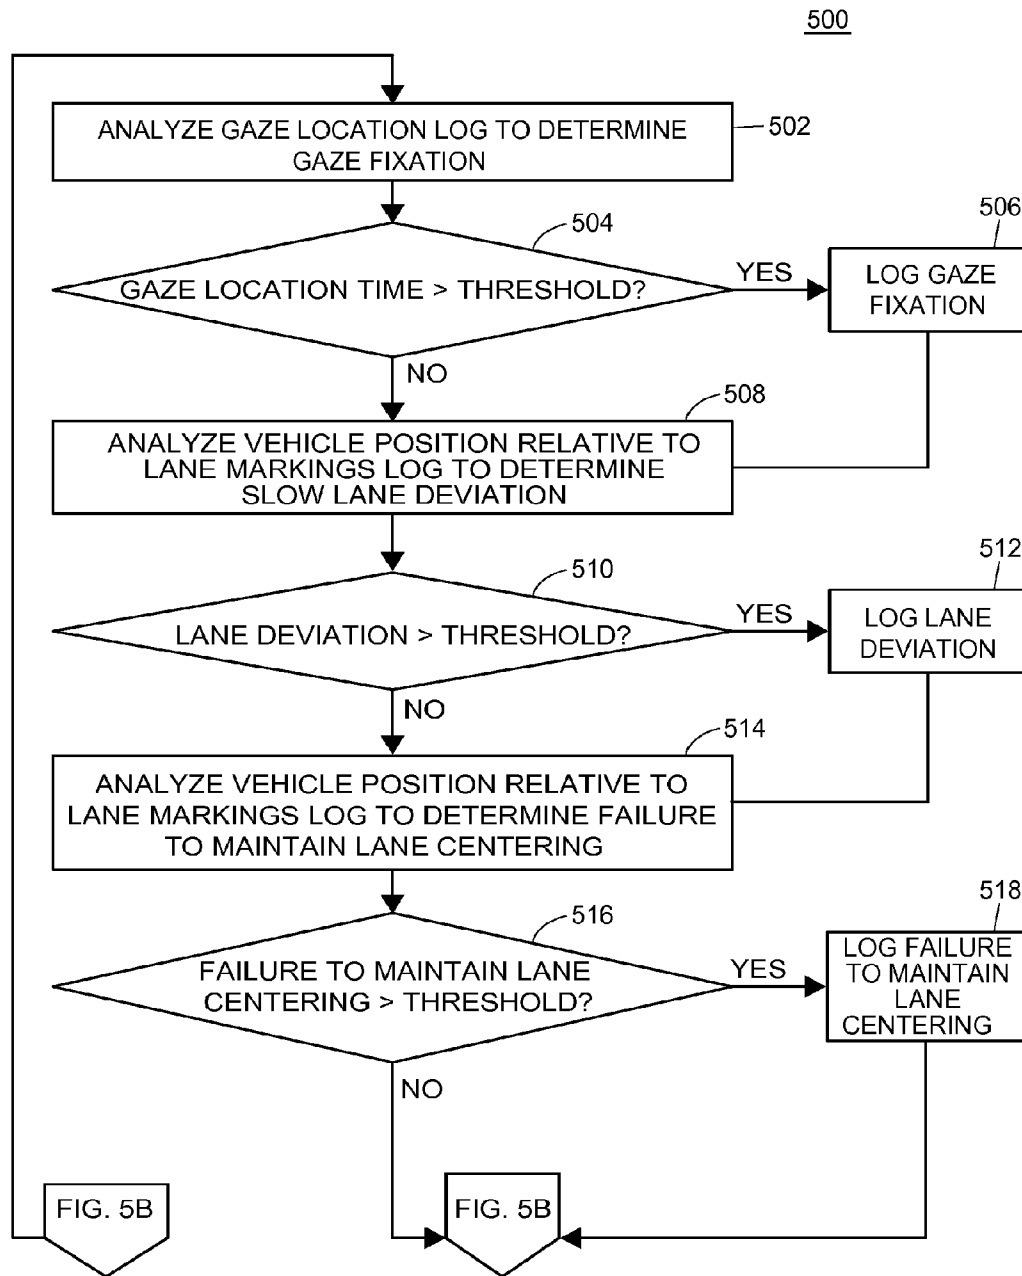 500
ANALYZE GAZE LOCATION LOG TO DETERMINE
GAZE FIXATION
502
504
GAZE LOCATION TIME > THRESHOLD?
YES
506
LOG GAZE
FIXATION
NO
508
ANALYZE VEHICLE POSITION RELATIVE TO
LANE MARKINGS LOG TO DETERMINE
SLOW LANE DEVIATION
510
LANE DEVIATION > THRESHOLD?
YES
512
LOG LANE
DEVIATION
NO
514
ANALYZE VEHICLE POSITION RELATIVE TO
LANE MARKINGS LOG TO DETERMINE FAILURE
TO MAINTAIN LANE CENTERING
516
FAILURE TO MAINTAIN LANE
CENTERING > THRESHOLD?
YES
518
LOG FAILURE
TO MAINTAIN
LANE
CENTERING
NO
FIG. 5B
FIG. 5B